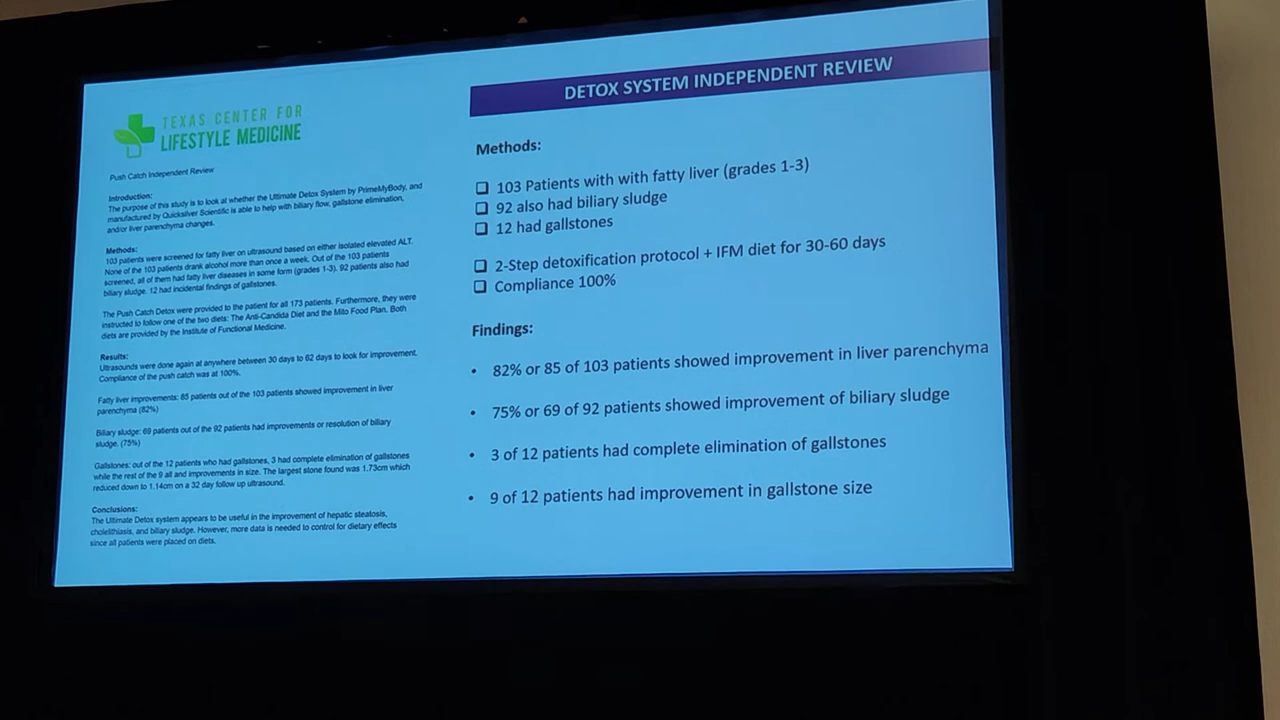 TEXAS CENTER FOR
LIFESTYLE MEDICINE
Push Catch Independent Review
Introduction:
The purpose of this study is to look at whether the Ultimate Detox System by PrimeMyBody, and
manufactured by Quicksilver Scientific is able to help with biliary flow, gallstone elimination,
and/or liver parenchyma changes.
Methods:
103 patients were screened for fatty liver on ultrasound based on either isolated elevated ALT.
None of the 103 patients drank alcohol more than once a week. Out of the 103 patients
screened, all of them had fatty liver diseases in some form (grades 1-3). 92 patients also had
biliary sludge. 12 had incidental findings of gallstones.
The Push Catch Detox were provided to the patient for all 173 patients. Furthermore, they were
instructed to follow one of the two diets: The Anti-Candida Diet and the Mito Food Plan. Both
diets are provided by the Institute of Functional Medicine.
Results:
Ultrasounds were done again at anywhere between 30 days to 62 days to look for improvement.
Compliance of the push catch was at 100%.
Fatty liver improvements: 85 patients out of the 103 patients showed improvement in liver
parenchyma (82%)
Biliary sludge: 69 patients out of the 92 patients had improvements or resolution of biliary
sludge. (75%)
Gallstones: out of the 12 patients who had gallstones, 3 had complete elimination of gallstones
while the rest of the 9 all and improvements in size. The largest stone found was 1.73cm which
reduced down to 1.14cm on a 32 day follow up ultrasound.
Conclusions:
The Ultimate Detox system appears to be useful in the improvement of hepatic steatosis,
cholelithiasis, and biliary sludge. However, more data is needed to control for dietary effects
since all patients were placed on diets.
DETOX SYSTEM INDEPENDENT REVIEW
Methods:
103 Patients with with fatty liver (grades 1-3)
92 also had biliary sludge
12 had gallstones
2-Step detoxification protocol + IFM diet for 30-60 days
Compliance 100%
Findings:
• 82% or 85 of 103 patients showed improvement in liver parenchyma
• 75% or 69 of 92 patients showed improvement of biliary sludge
• 3 of 12 patients had complete elimination of gallstones
• 9 of 12 patients had improvement in gallstone size